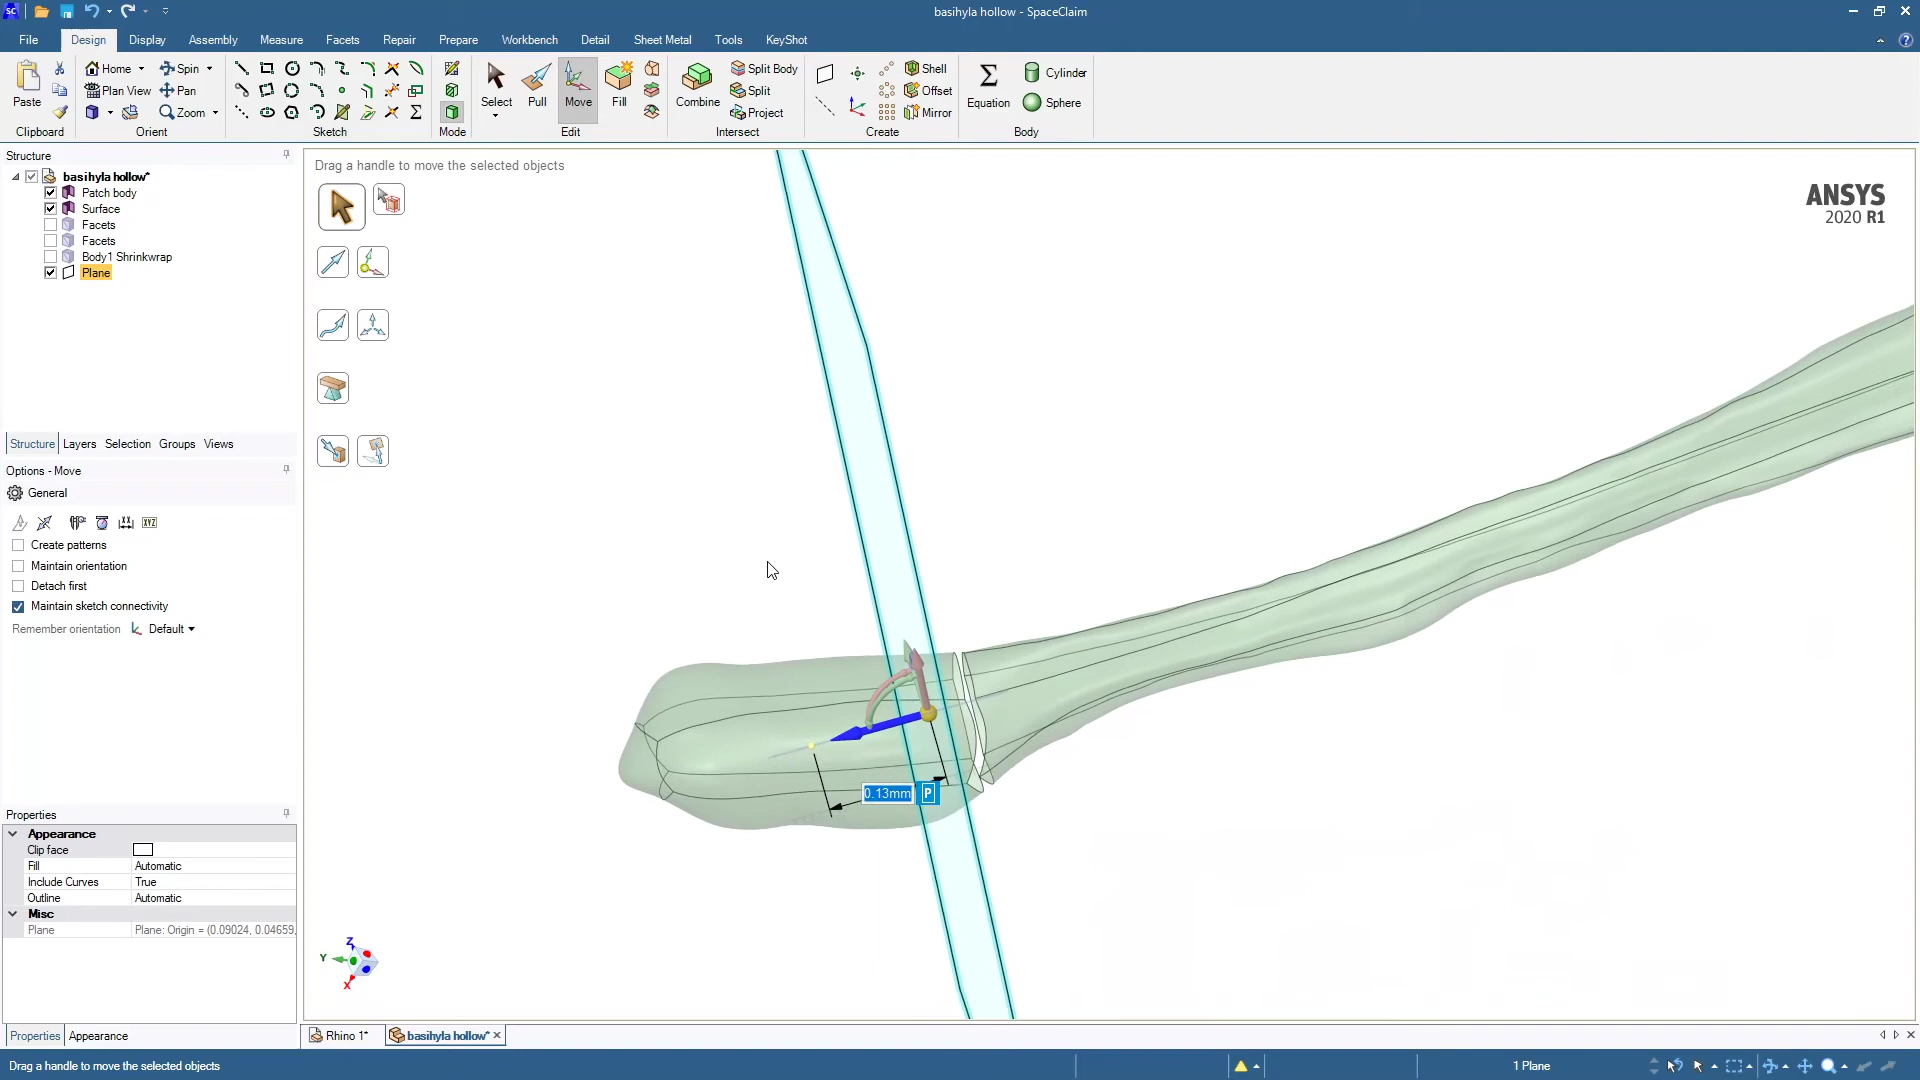 basihyla hollow - SpaceClaim
File Design Display Assembly Measure Facets Repair Prepare Workbench Detail Sheet Metal Tools KeyShot
Paste
Clipboard
Home Spin
Plan View Pan
Zoom
Orient
Sketch
Mode
Select Pull Move Fill
Edit
Combine
Split Body
Split
Project
Intersect
Shell
Offset
Mirror
Create
Equation
Cylinder
Sphere
Body
Structure
basihyla hollow*
Patch body
Surface
Facets
Facets
Body1 Shrinkwrap
Plane
Structure Layers Selection Groups Views
Options - Move
General
Create patterns
Maintain orientation
Detach first
Maintain sketch connectivity
Remember orientation Default
Properties
Appearance
Clip face
Fill Automatic
Include Curves True
Outline Automatic
Misc
Plane Plane: Origin = (0.09024, 0.04659,
Properties Appearance
Drag a handle to move the selected objects
ANSYS
2020 R1
0.13mm P
Z
Y
X
Rhino 1* basihyla hollow*
Drag a handle to move the selected objects
1 Plane